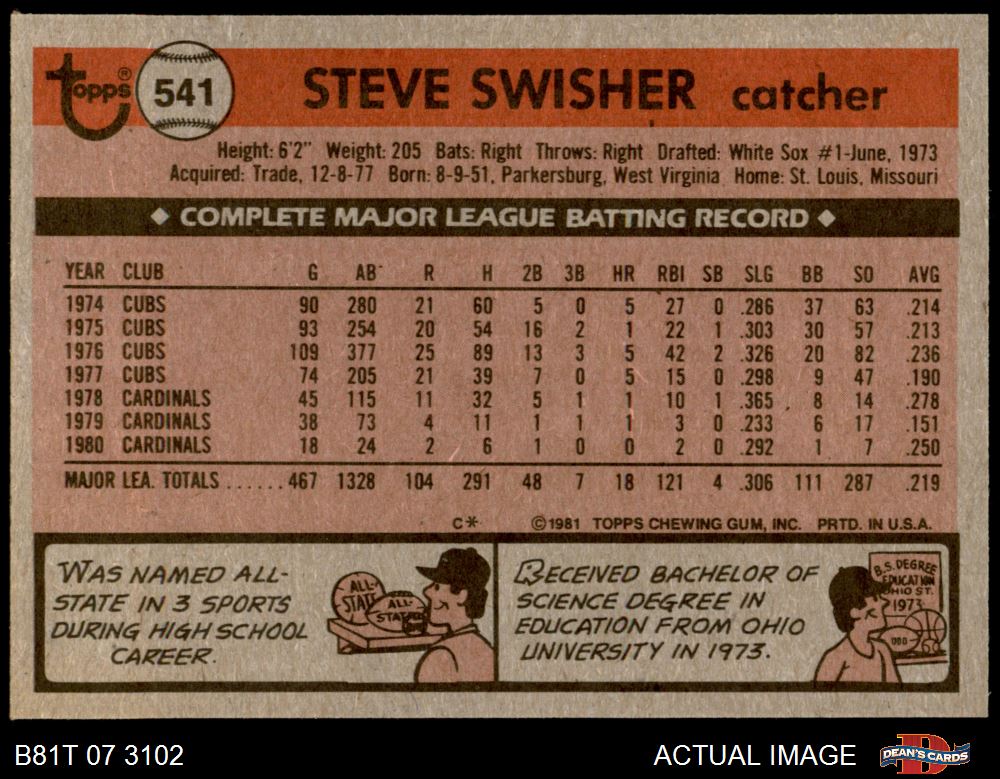 topps® 541 STEVE SWISHER catcher
Height: 6'2" Weight: 205 Bats: Right Throws: Right Drafted: White Sox #1-June, 1973
Acquired: Trade, 12-8-77 Born: 8-9-51, Parkersburg, West Virginia Home: St. Louis, Missouri
◆ COMPLETE MAJOR LEAGUE BATTING RECORD ◆
YEAR CLUB G AB R H 2B 3B HR RBI SB SLG BB SO AVG
1974 CUBS 90 280 21 60 5 0 5 27 0 .286 37 63 .214
1975 CUBS 93 254 20 54 16 2 1 22 1 .303 30 57 .213
1976 CUBS 109 377 25 89 13 3 5 42 2 .326 20 82 .236
1977 CUBS 74 205 21 39 7 0 5 15 0 .298 9 47 .190
1978 CARDINALS 45 115 11 32 5 1 1 10 1 .365 8 14 .278
1979 CARDINALS 38 73 4 11 1 1 1 3 0 .233 6 17 .151
1980 CARDINALS 18 24 2 6 1 0 0 2 0 .292 1 7 .250
MAJOR LEA. TOTALS ...... 467 1328 104 291 48 7 18 121 4 .306 111 287 .219
C* ©1981 TOPPS CHEWING GUM, INC. PRTD. IN U.S.A.
WAS NAMED ALL-
STATE IN 3 SPORTS
DURING HIGH SCHOOL
CAREER.
ALL-
STATE
ALL-
STATE
RECEIVED BACHELOR OF
SCIENCE DEGREE IN
EDUCATION FROM OHIO
UNIVERSITY IN 1973.
B.S. DEGREE
EDUCATION
OHIO ST.
1973
B81T 07 3102 ACTUAL IMAGE DEAN'S CARDS